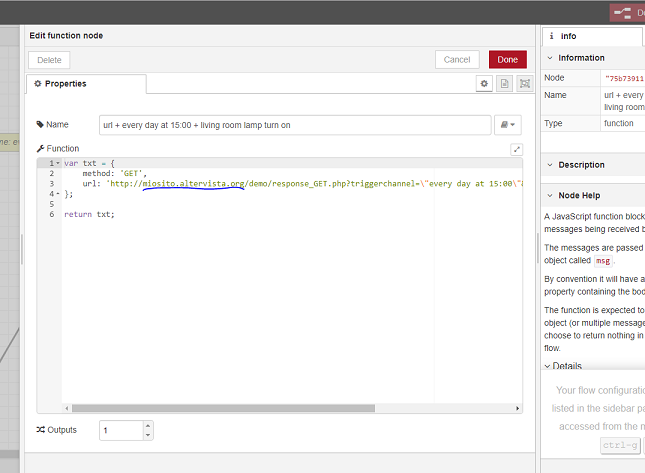 D
Edit function node
Delete
Cancel
Done
Properties
Name
url + every day at 15:00 + living room lamp turn on
Function
1 var txt = {
2 method: 'GET',
3 url: 'http://miosito.altervista.org/demo/response_GET.php?triggerchannel=\"every day at 15:00\"&
4 };
5
6 return txt;
Outputs
1
i info
Information
Node
"75b73911
Name
url + every
living room
Type
function
Description
Node Help
A JavaScript function block
messages being received b
The messages are passed
object called msg .
By convention it will have a
property containing the bod
The function is expected to
object (or multiple message
choose to return nothing in
flow.
Details
Your flow configuratio
listed in the sidebar pa
accessed from the m
ctrl-g